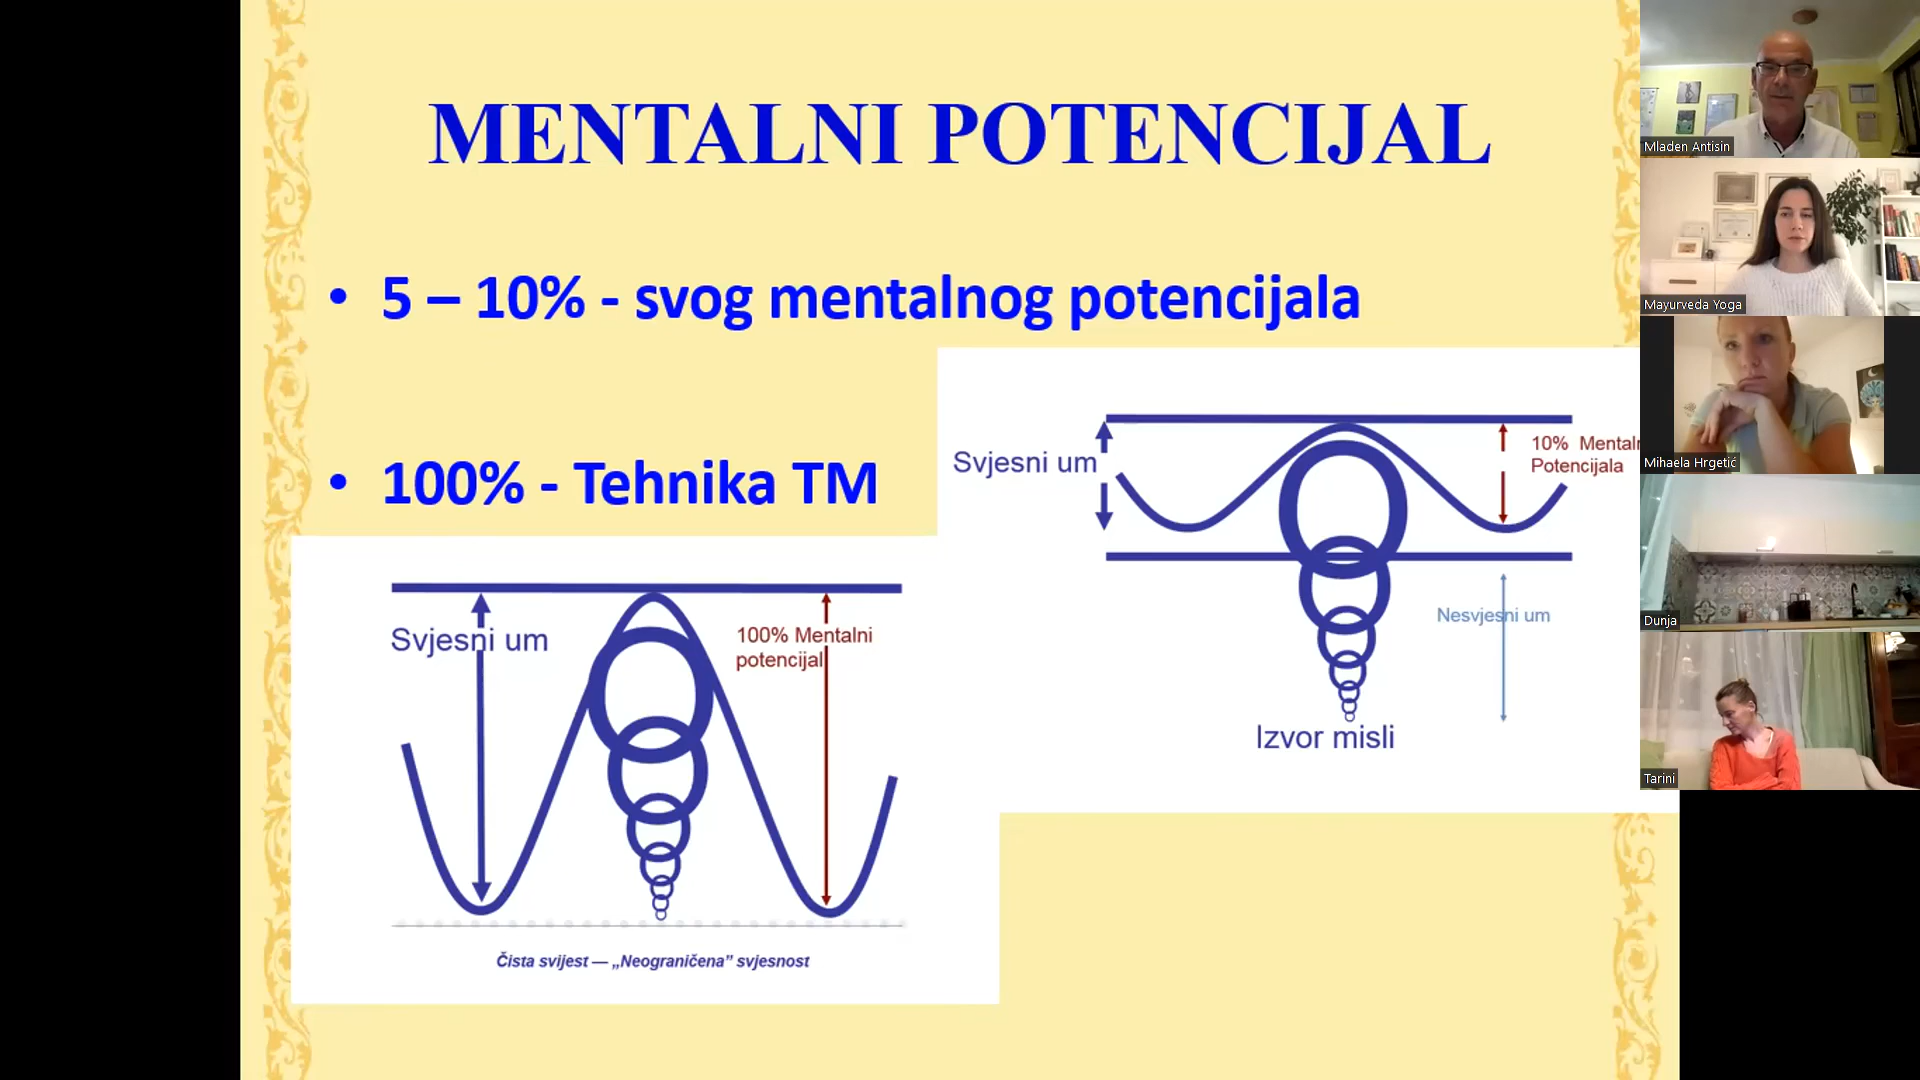 MENTALNI POTENCIJAL
• 5 – 10% - svog mentalnog potencijala
• 100% - Tehnika TM
Svjesni um
10% Mentaln
Potencijala
Nesvjesni um
Izvor misli
Svjesni um
100% Mentalni
potencijal
Čista svijest — „Neograničena” svjesnost
Mladen Antisin
Mayurveda Yoga
Mihaela Hrgetić
Dunja
Tarini